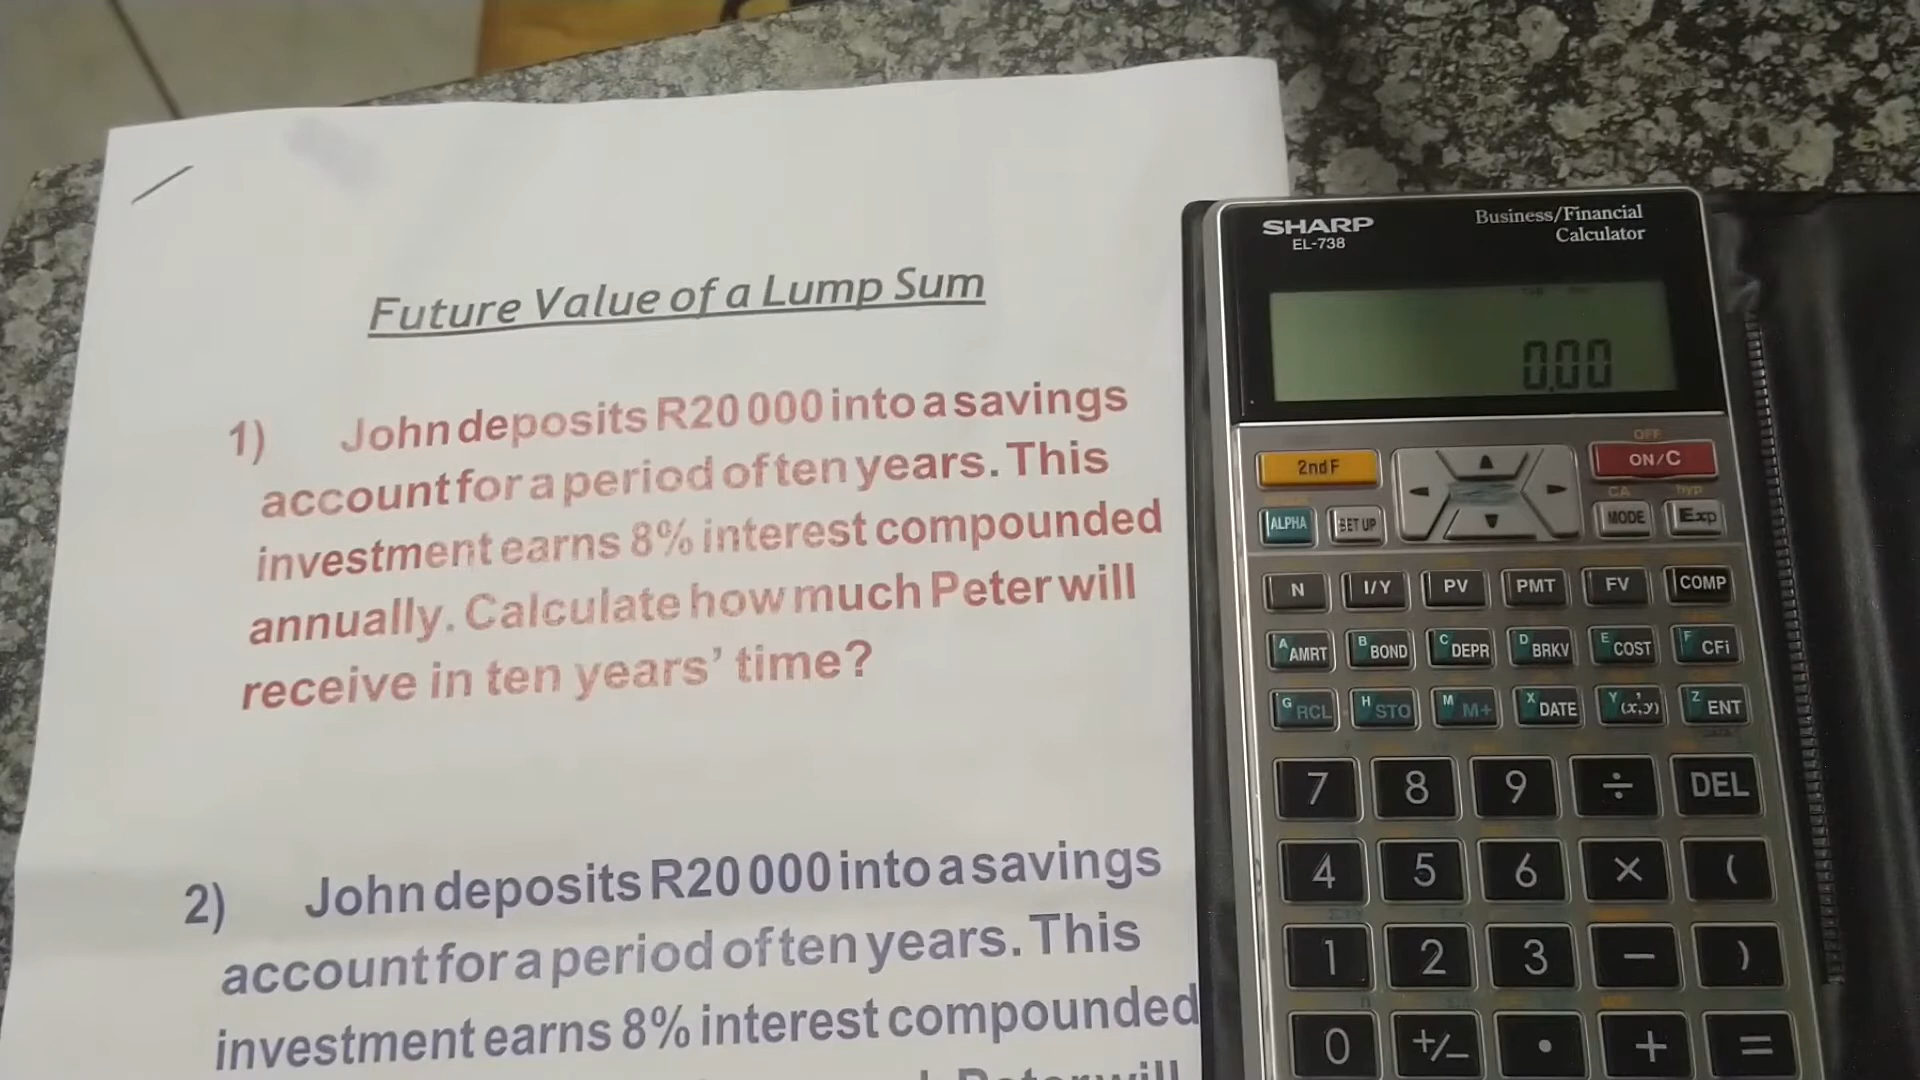 Future Value of a Lump Sum
1) John deposits R20 000 into a savings
account for a period of ten years. This
investment earns 8% interest compounded
annually. Calculate how much Peter will
receive in ten years' time?
2) John deposits R20 000 into a savings
account for a period of ten years. This
investment earns 8% interest compounded
Peter will
SHARP Business/Financial
EL-738 Calculator
0.00
OFF
2ndF ON/C
CA hyp
ALPHA SET UP MODE Exp
N I/Y PV PMT FV COMP
A AMRT B BOND C DEPR D BRKV E COST F CFi
G RCL H STO M M+ X DATE Y (x,y) Z ENT
7 8 9 ÷ DEL
4 5 6 × (
1 2 3 − )
0 +/− • + =